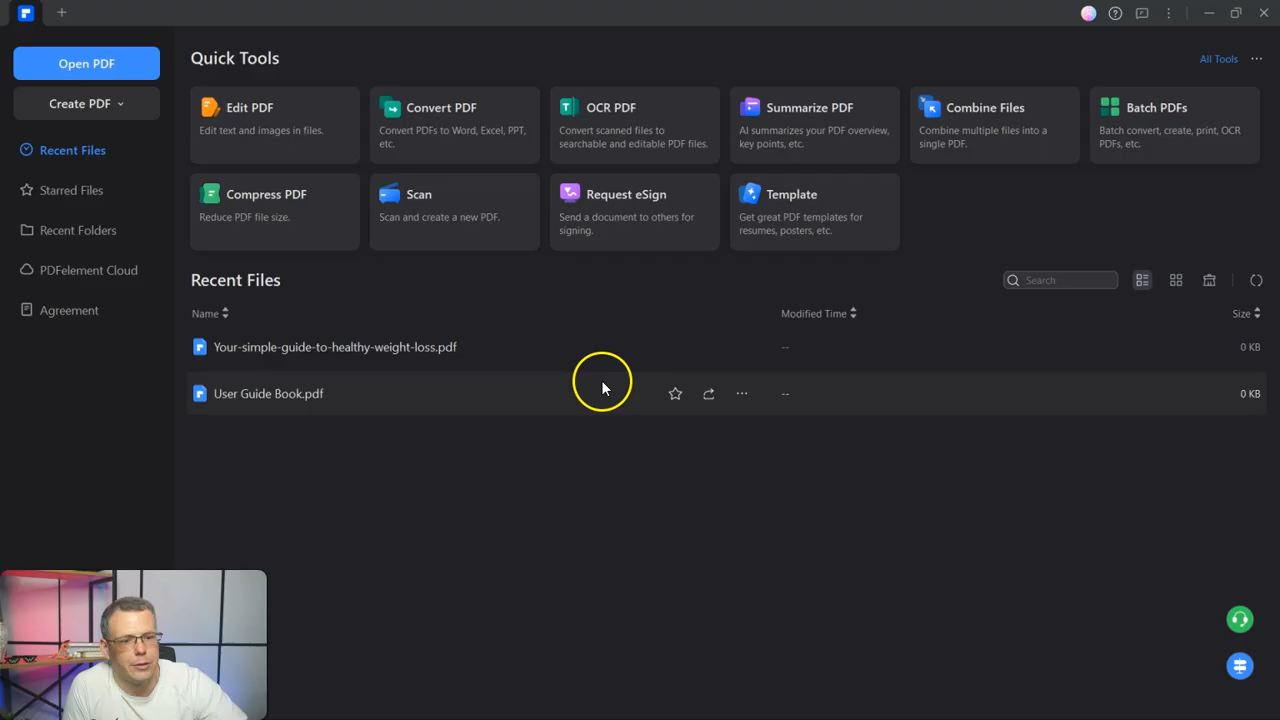 Open PDF
Create PDF
Recent Files
Starred Files
Recent Folders
PDFelement Cloud
Agreement
Quick Tools
All Tools
Edit PDF
Edit text and images in files.
Convert PDF
Convert PDFs to Word, Excel, PPT,
etc.
OCR PDF
Convert scanned files to
searchable and editable PDF files.
Summarize PDF
AI summarizes your PDF overview,
key points, etc.
Combine Files
Combine multiple files into a
single PDF.
Batch PDFs
Batch convert, create, print, OCR
PDFs, etc.
Compress PDF
Reduce PDF file size.
Scan
Scan and create a new PDF.
Request eSign
Send a document to others for
signing.
Template
Get great PDF templates for
resumes, posters, etc.
Recent Files
Search
Name Modified Time Size
Your-simple-guide-to-healthy-weight-loss.pdf -- 0 KB
User Guide Book.pdf -- 0 KB